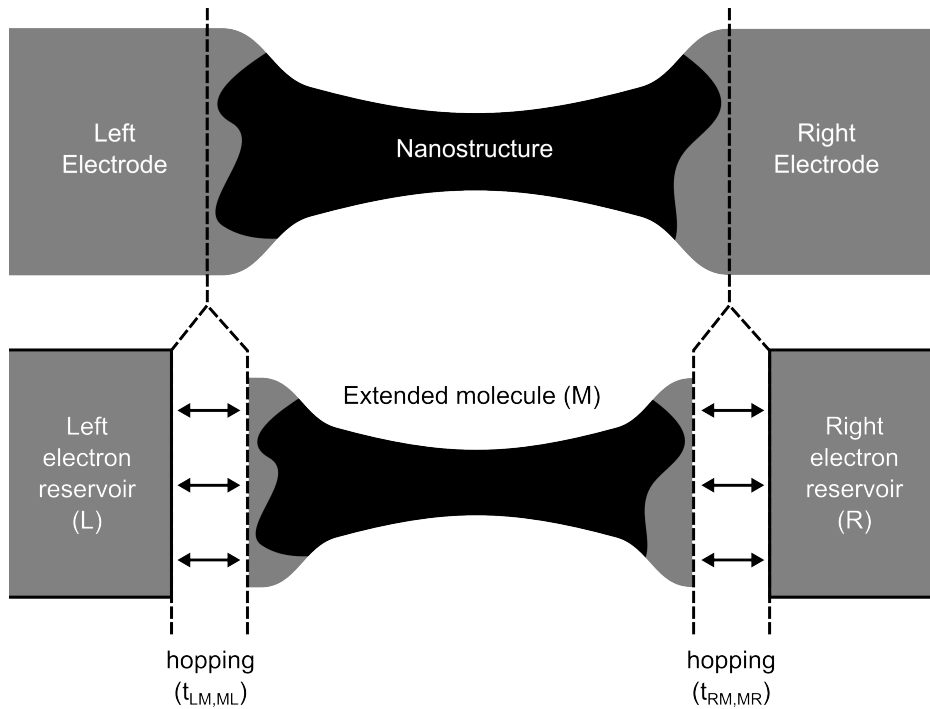 Left
Electrode
Nanostructure
Right
Electrode
Extended molecule (M)
Left
electron
reservoir
(L)
Right
electron
reservoir
(R)
hopping
(t_LM,ML)
hopping
(t_RM,MR)